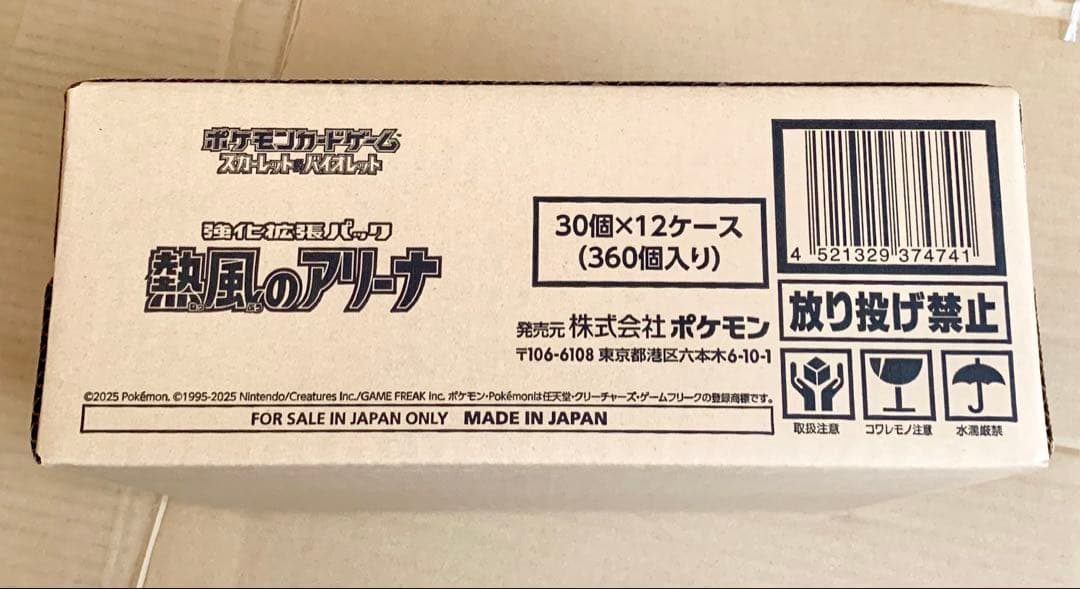 ポケモンカードゲーム
スカーレット&バイオレット
強化拡張パック
熱風のアリーナ
ねっ ぷう
30個×12ケース
(360個入り)
4 521329 374741
発売元 株式会社 ポケモン
〒106-6108 東京都港区六本木6-10-1
放り投げ禁止
取扱注意
コワレモノ注意
水濡厳禁
©2025 Pokémon. ©1995-2025 Nintendo/Creatures Inc./GAME FREAK inc. ポケモン・Pokémonは任天堂・クリーチャーズ・ゲームフリークの登録商標です。
FOR SALE IN JAPAN ONLY MADE IN JAPAN